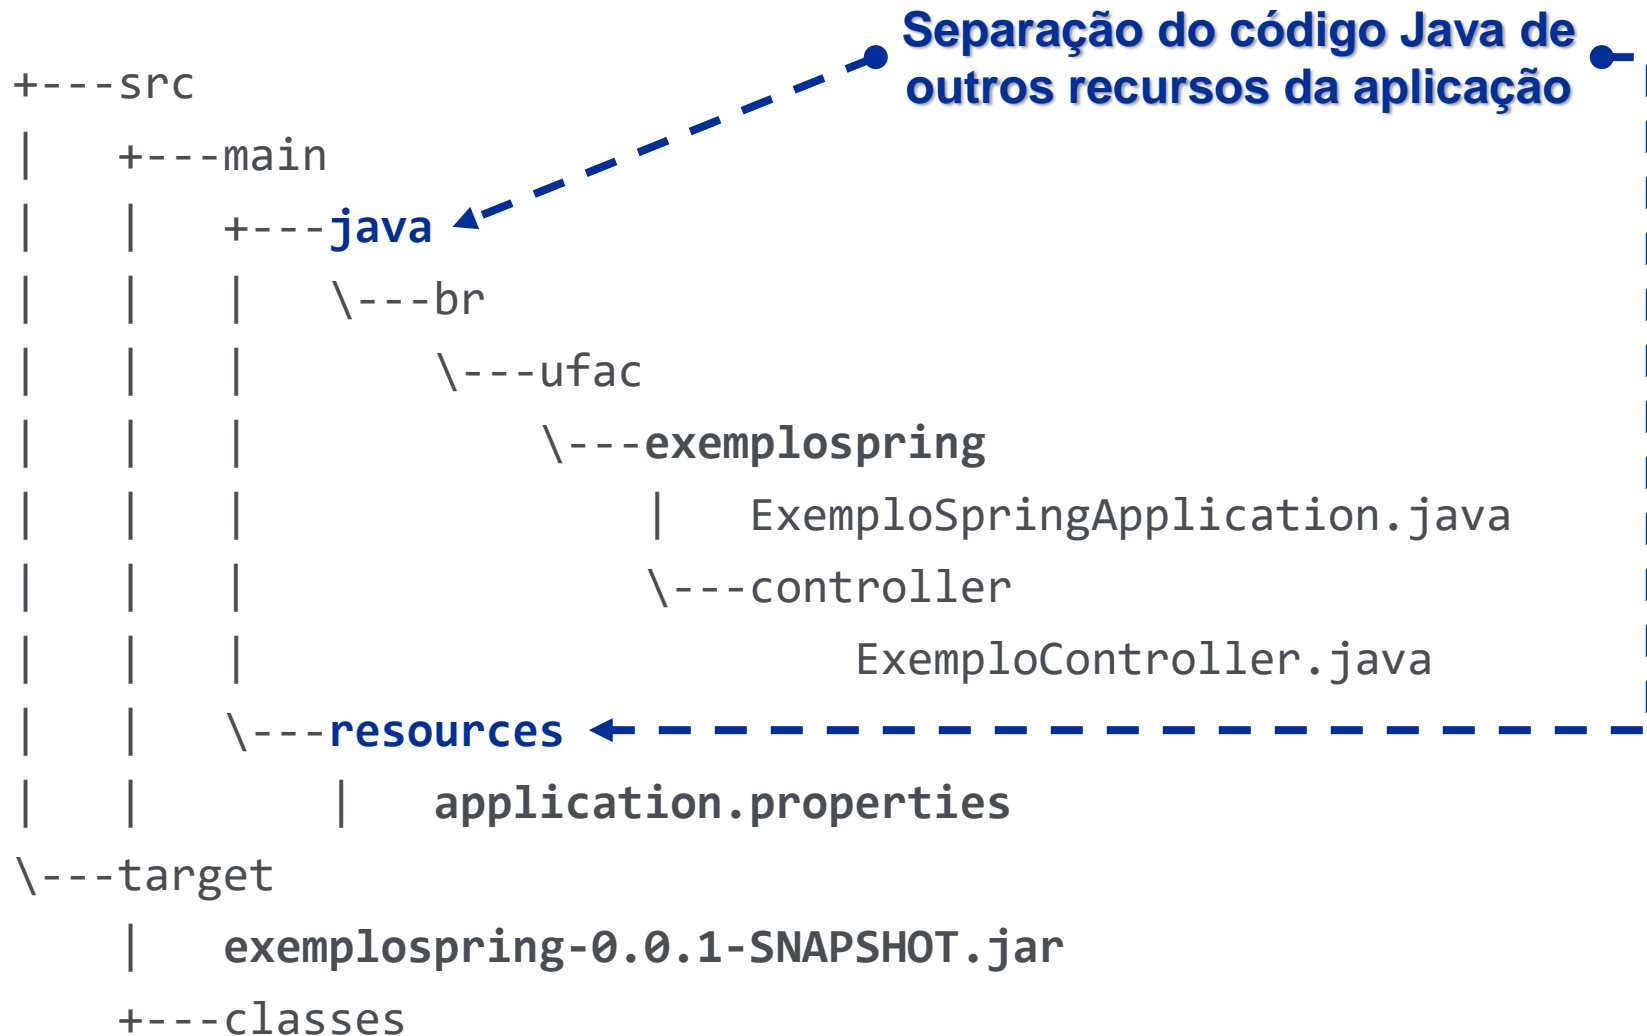 Separação do código Java de
outros recursos da aplicação
+---src
|   +---main
|   |   +---java
|   |   |   \---br
|   |   |       \---ufac
|   |   |           \---exemplospring
|   |   |               |   ExemploSpringApplication.java
|   |   |               \---controller
|   |   |                       ExemploController.java
|   |   \---resources
|   |       |   application.properties
\---target
    |   exemplospring-0.0.1-SNAPSHOT.jar
    +---classes